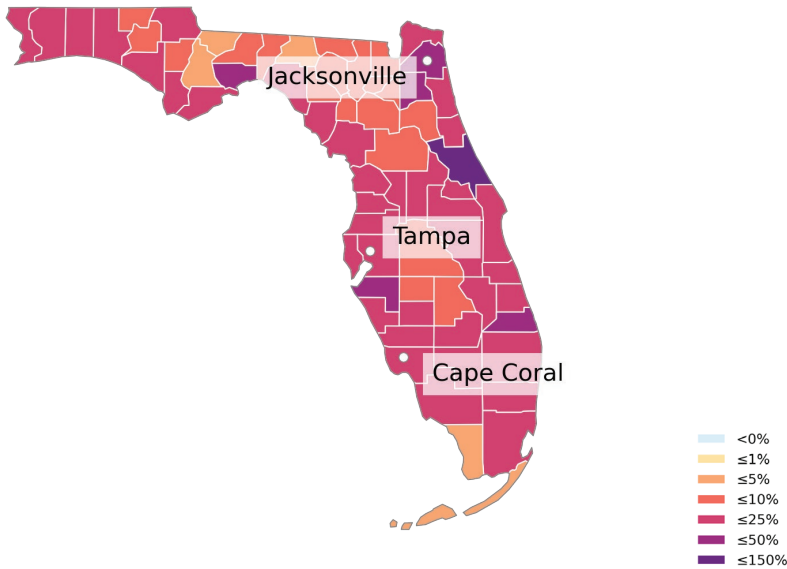 Jacksonville
Tampa
Cape Coral
<0%
≤1%
≤5%
≤10%
≤25%
≤50%
≤150%